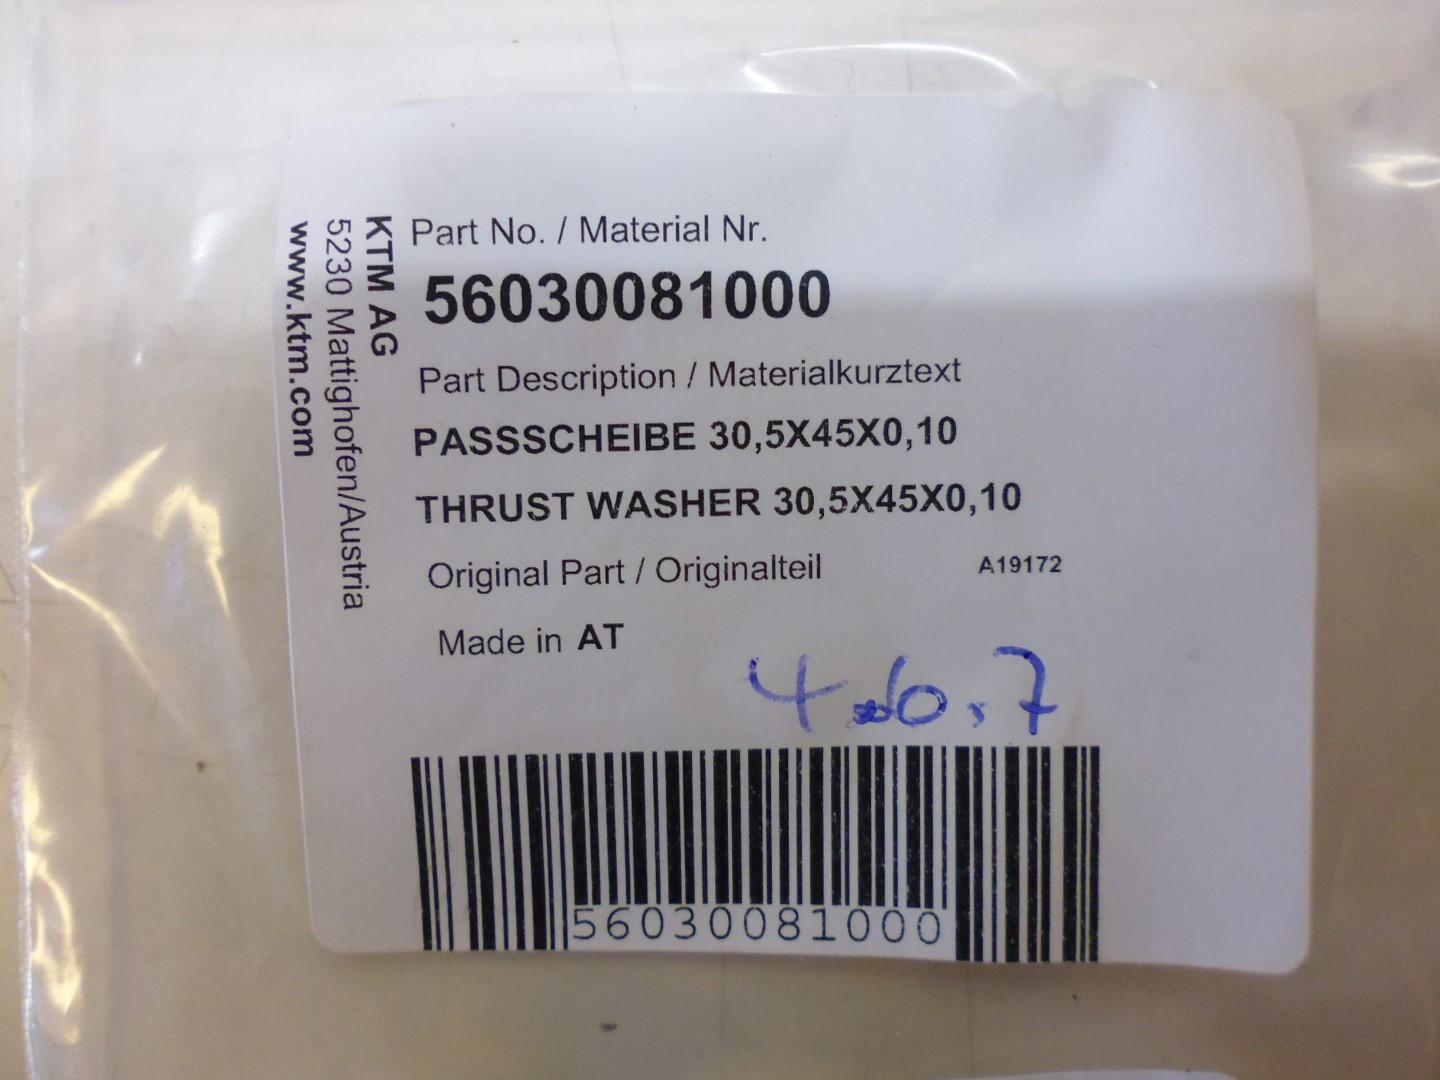 KTM AG
5230 Mattighofen/Austria
www.ktm.com
Part No. / Material Nr.
56030081000
Part Description / Materialkurztext
PASSSCHEIBE 30,5X45X0,10
THRUST WASHER 30,5X45X0,10
Original Part / Originalteil A19172
Made in AT
56030081000